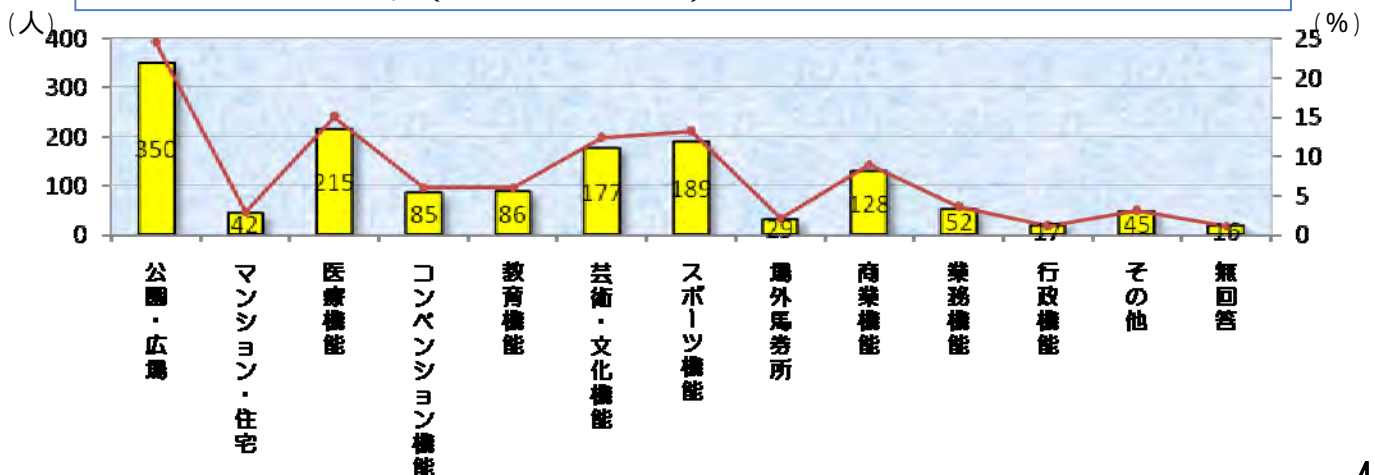 (人)
(%)
400
300
200
100
0
25
20
15
10
5
0
350
42
215
85
86
177
189
29
128
52
17
45
16
公園・広場
マンション・住宅
医療機能
コンベンション機能
教育機能
芸術・文化機能
スポーツ機能
場外馬券所
商業機能
業務機能
行政機能
その他
無回答
4